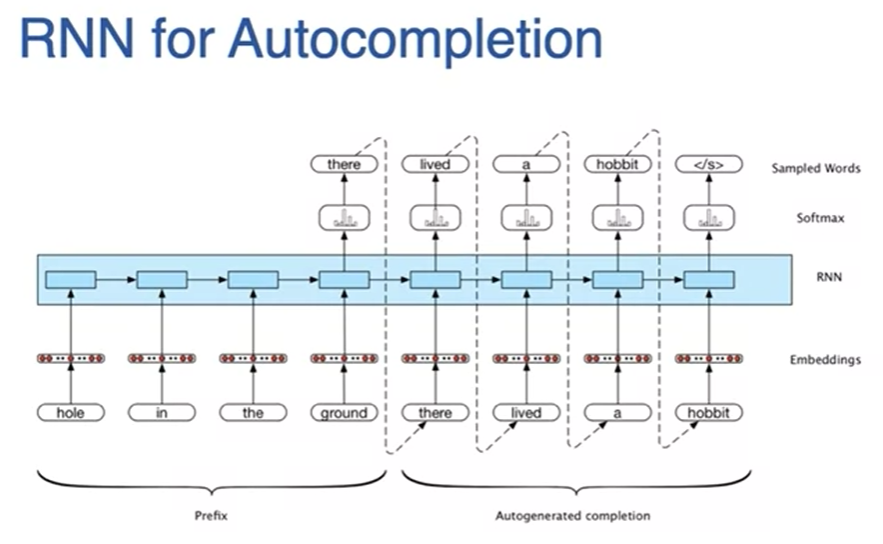 RNN for Autocompletion
there lived a hobbit </s> Sampled Words
Softmax
RNN
Embeddings
hole in the ground there lived a hobbit
Prefix Autogenerated completion